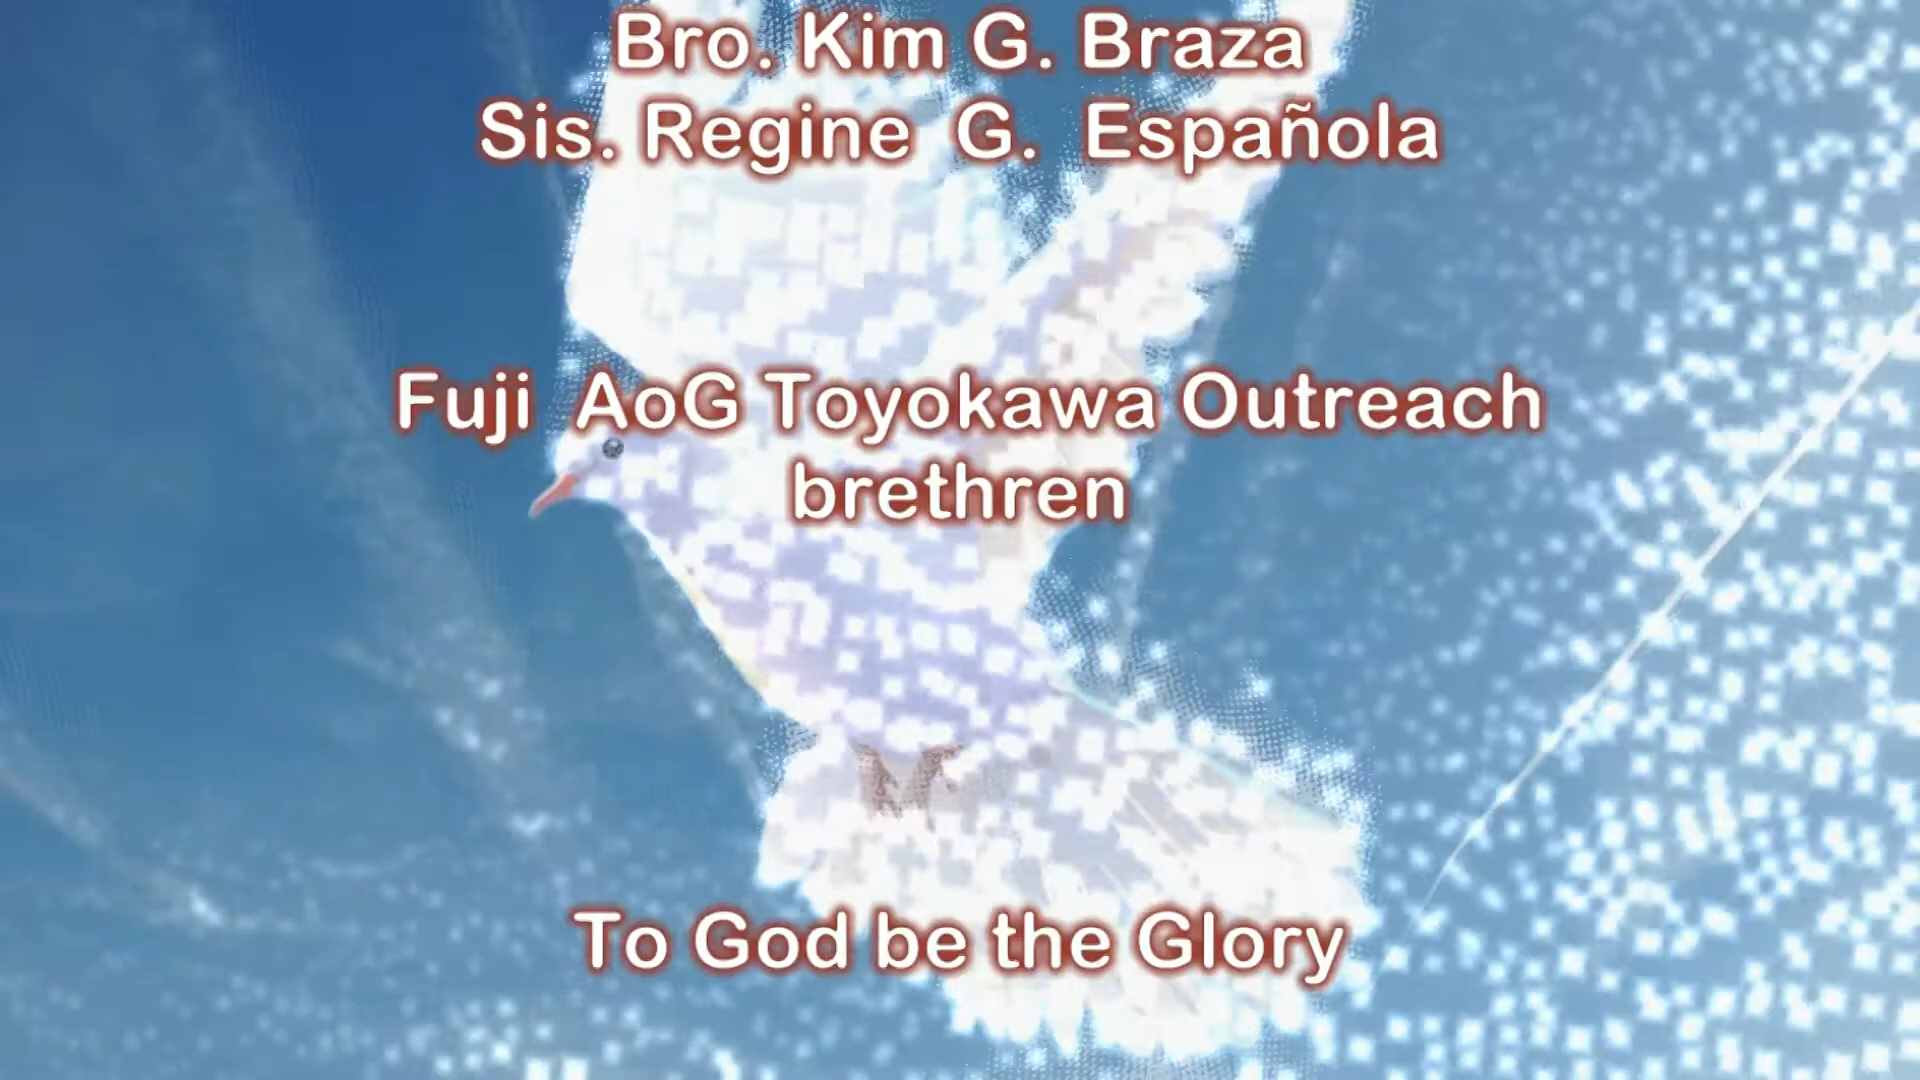 Bro. Kim G. Braza
Sis. Regine G. Española
Fuji AoG Toyokawa Outreach
brethren
To God be the Glory